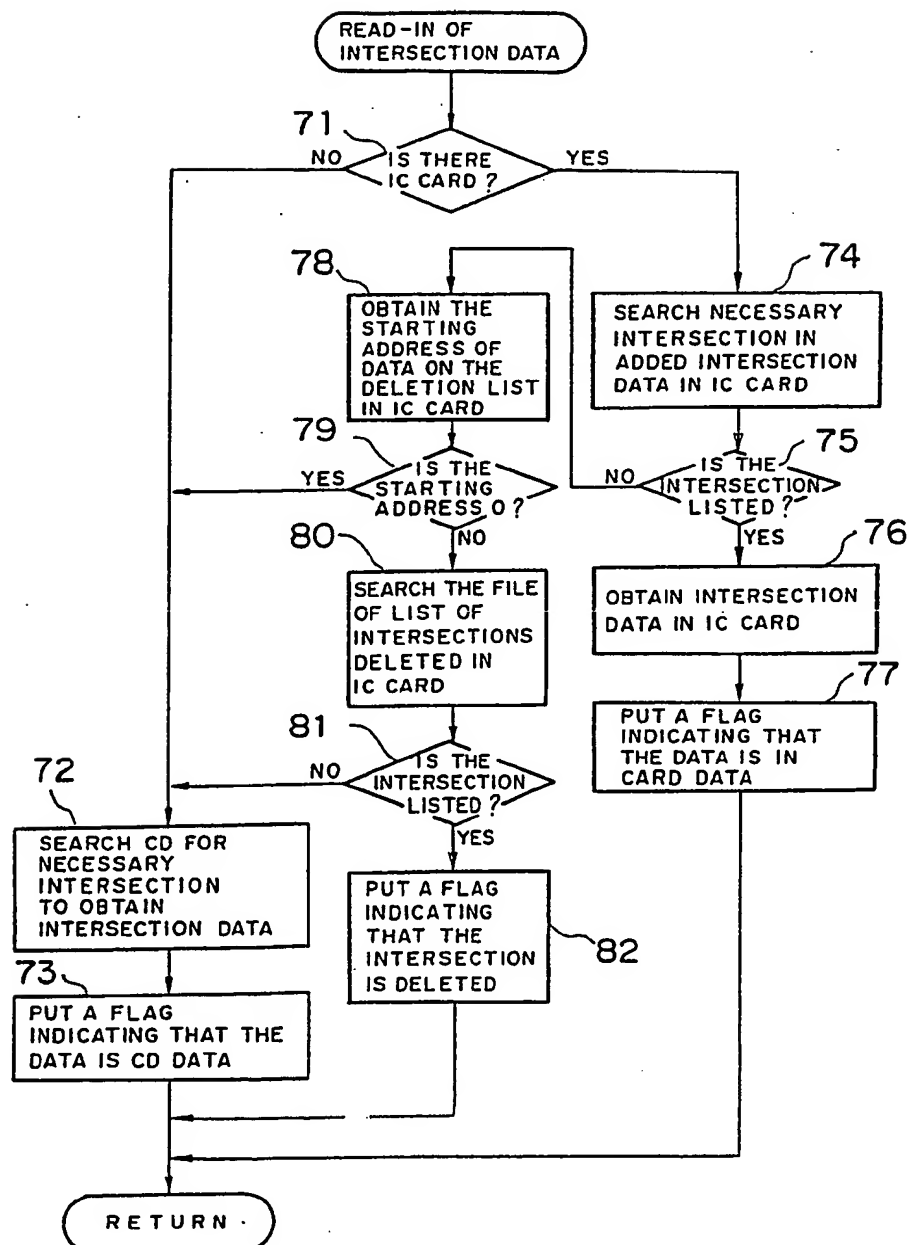 READ-IN OF
INTERSECTION DATA
71
NO
IS THERE
IC CARD?
YES
78
OBTAIN THE
STARTING
ADDRESS OF
DATA ON THE
DELETION LIST
IN IC CARD
74
SEARCH NECESSARY
INTERSECTION IN
ADDED INTERSECTION
DATA IN IC CARD
79
YES
IS THE
STARTING
ADDRESS O?
NO
75
NO
IS THE
INTERSECTION
LISTED?
YES
80
SEARCH THE FILE
OF LIST OF
INTERSECTIONS
DELETED IN
IC CARD
76
OBTAIN INTERSECTION
DATA IN IC CARD
77
PUT A FLAG
INDICATING THAT
THE DATA IS IN
CARD DATA
81
NO
IS THE
INTERSECTION
LISTED?
YES
72
SEARCH CD FOR
NECESSARY
INTERSECTION
TO OBTAIN
INTERSECTION DATA
PUT A FLAG
INDICATING
THAT THE
INTERSECTION
IS DELETED
82
73
PUT A FLAG
INDICATING THAT THE
DATA IS CD DATA
RETURN